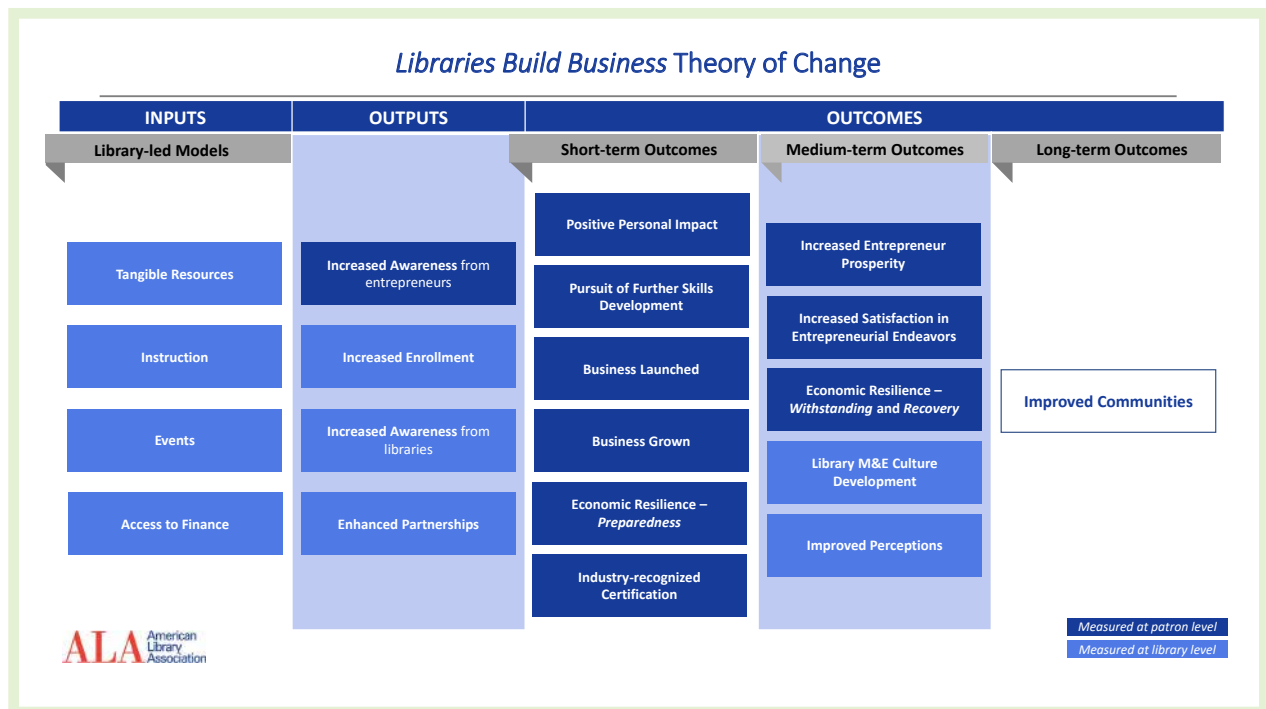 Libraries Build Business Theory of Change
INPUTS
OUTPUTS
OUTCOMES
Library-led Models
Short-term Outcomes
Medium-term Outcomes
Long-term Outcomes
Tangible Resources
Instruction
Events
Access to Finance
Increased Awareness from
entrepreneurs
Increased Enrollment
Increased Awareness from
libraries
Enhanced Partnerships
Positive Personal Impact
Pursuit of Further Skills
Development
Business Launched
Business Grown
Economic Resilience –
Preparedness
Industry-recognized
Certification
Increased Entrepreneur
Prosperity
Increased Satisfaction in
Entrepreneurial Endeavors
Economic Resilience –
Withstanding and Recovery
Library M&E Culture
Development
Improved Perceptions
Improved Communities
ALA American
Library
Association
Measured at patron level
Measured at library level